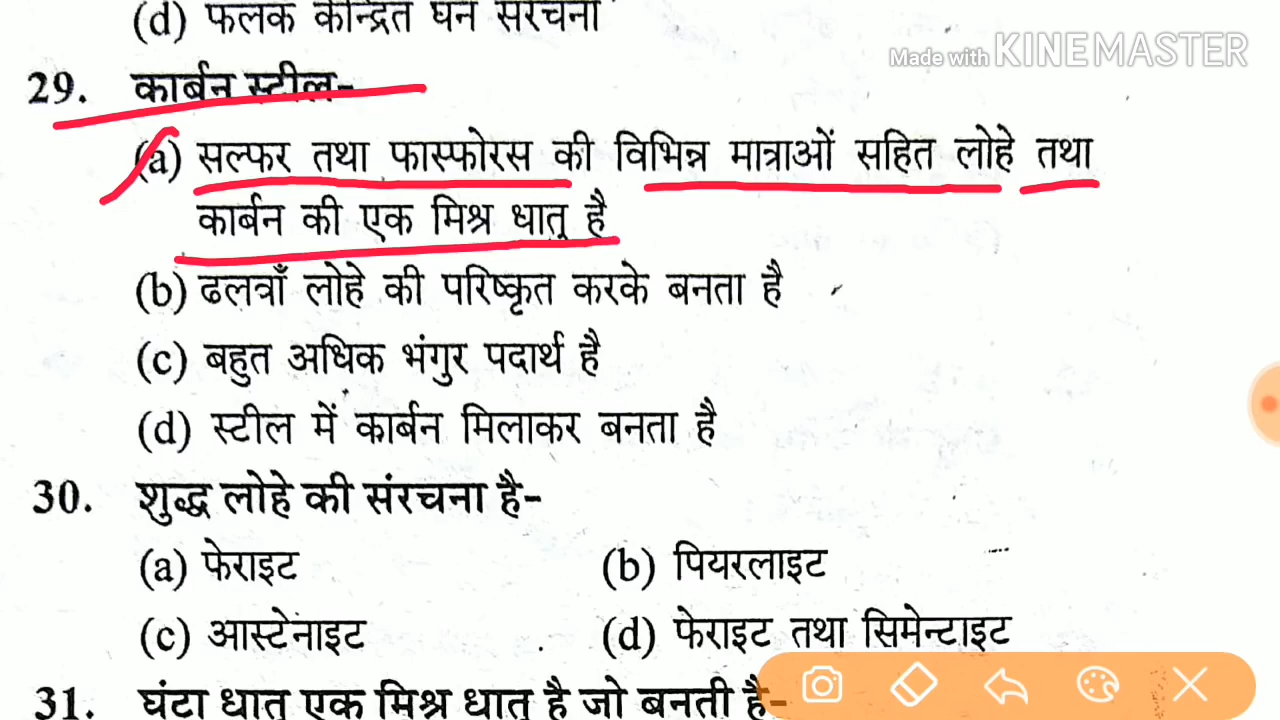 (d) फलक केन्द्रित घन संरचना
Made with KINEMASTER
29. कार्बन स्टील-
(a) सल्फर तथा फास्फोरस की विभिन्न मात्राओं सहित लोहे तथा
कार्बन की एक मिश्र धातु है
(b) ढलवाँ लोहे की परिष्कृत करके बनता है
(c) बहुत अधिक भंगुर पदार्थ है
(d) स्टील में कार्बन मिलाकर बनता है
30. शुद्ध लोहे की संरचना है-
(a) फेराइट (b) पियरलाइट
(c) आस्टेनाइट (d) फेराइट तथा सिमेन्टाइट
31. घंटा धातु एक मिश्र धातु है जो बनती है-